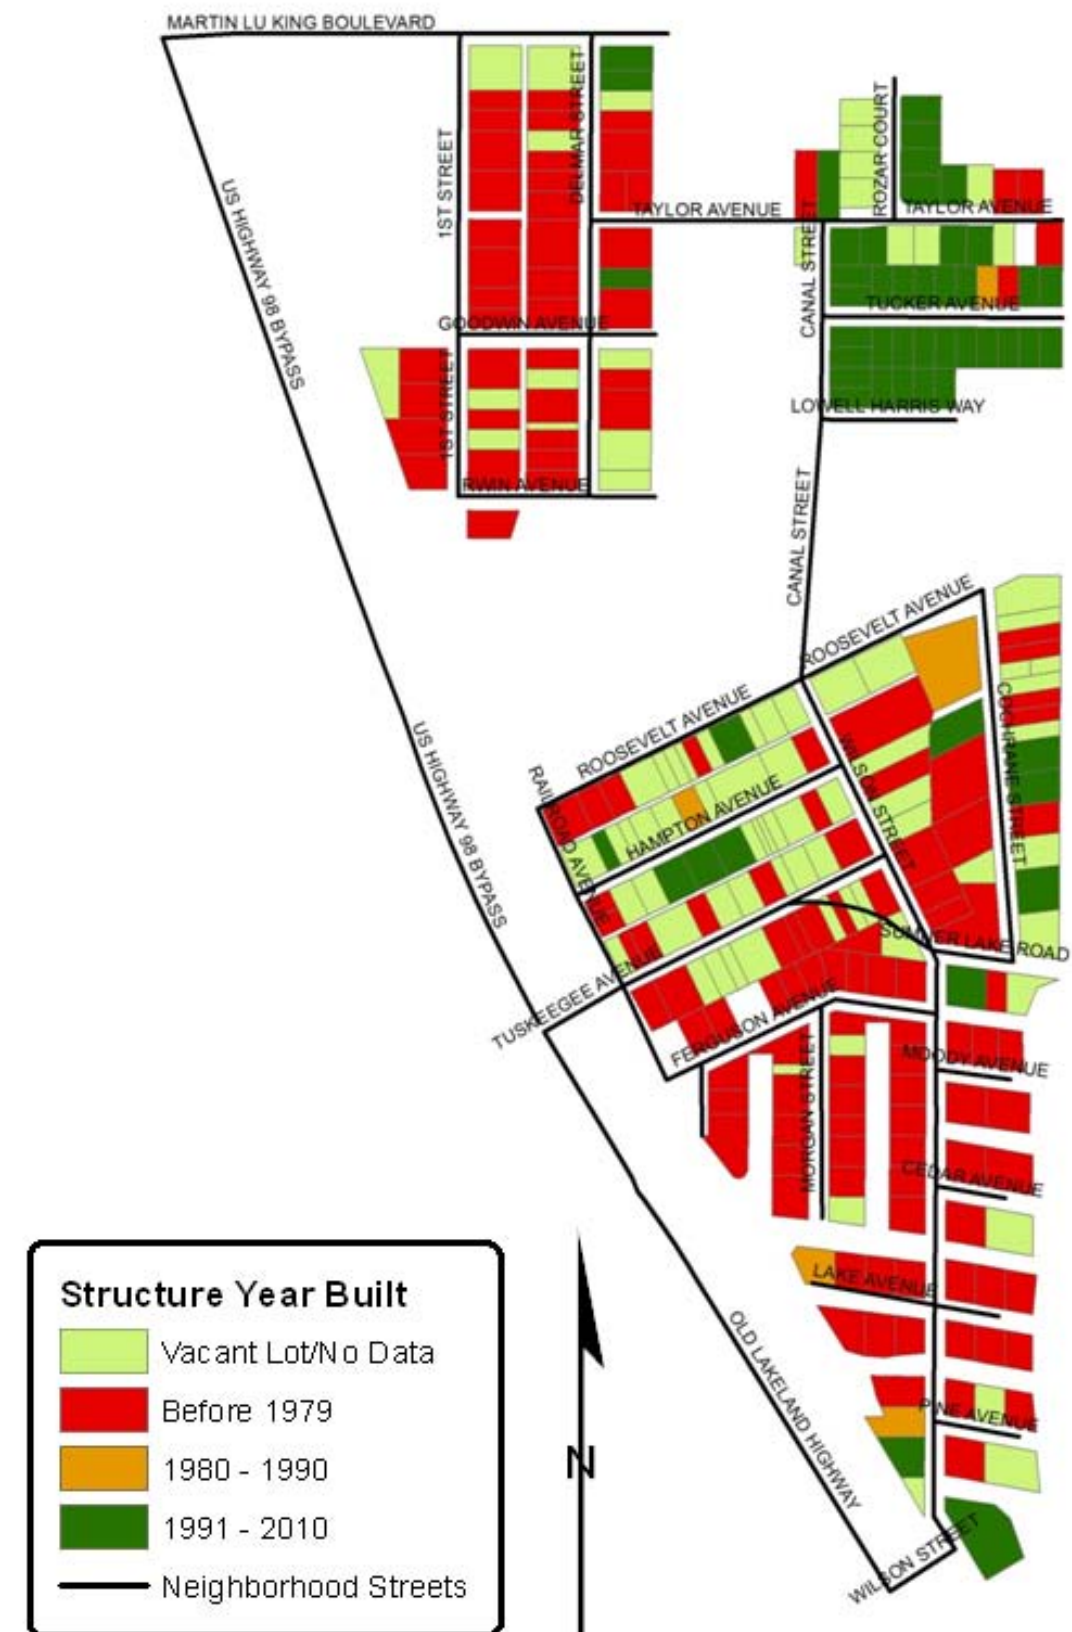 MARTIN LU KING BOULEVARD
DELMAR STREET
1ST STREET
ROZAR COURT
US HIGHWAY 98 BYPASS
TAYLOR AVENUE
TAYLOR AVENUE
CANAL STREET
TUCKER AVENUE
GOODWIN AVENUE
1ST STREET
LOWELL HARRIS WAY
RWIN AVENUE
CANAL STREET
ROOSEVELT AVENUE
ROOSEVELT AVENUE
COCHRANE STREET
US HIGHWAY 98 BYPASS
RAILROAD AVENUE
WILSON STREET
HAMPTON AVENUE
SUMNER LAKE ROAD
TUSKEEGEE AVENUE
FERGUSON AVENUE
MOODY AVENUE
MORGAN STREET
CEDAR AVENUE
LAKE AVENUE
OLD LAKELAND HIGHWAY
PINE AVENUE
WILSON STREET
Structure Year Built
Vacant Lot/No Data
Before 1979
1980 - 1990
1991 - 2010
Neighborhood Streets
N